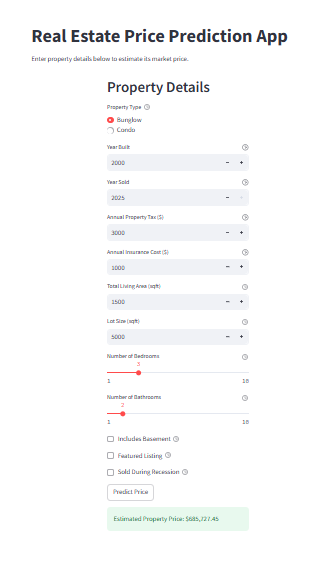 Real Estate Price Prediction App
Enter property details below to estimate its market price.
Property Details
Property Type
Bunglow
Condo
Year Built
2000
Year Sold
2025
Annual Property Tax ($)
3000
Annual Insurance Cost ($)
1000
Total Living Area (sqft)
1500
Lot Size (sqft)
5000
Number of Bedrooms
3
1 10
Number of Bathrooms
2
1 10
Includes Basement
Featured Listing
Sold During Recession
Predict Price
Estimated Property Price: $685,727.45